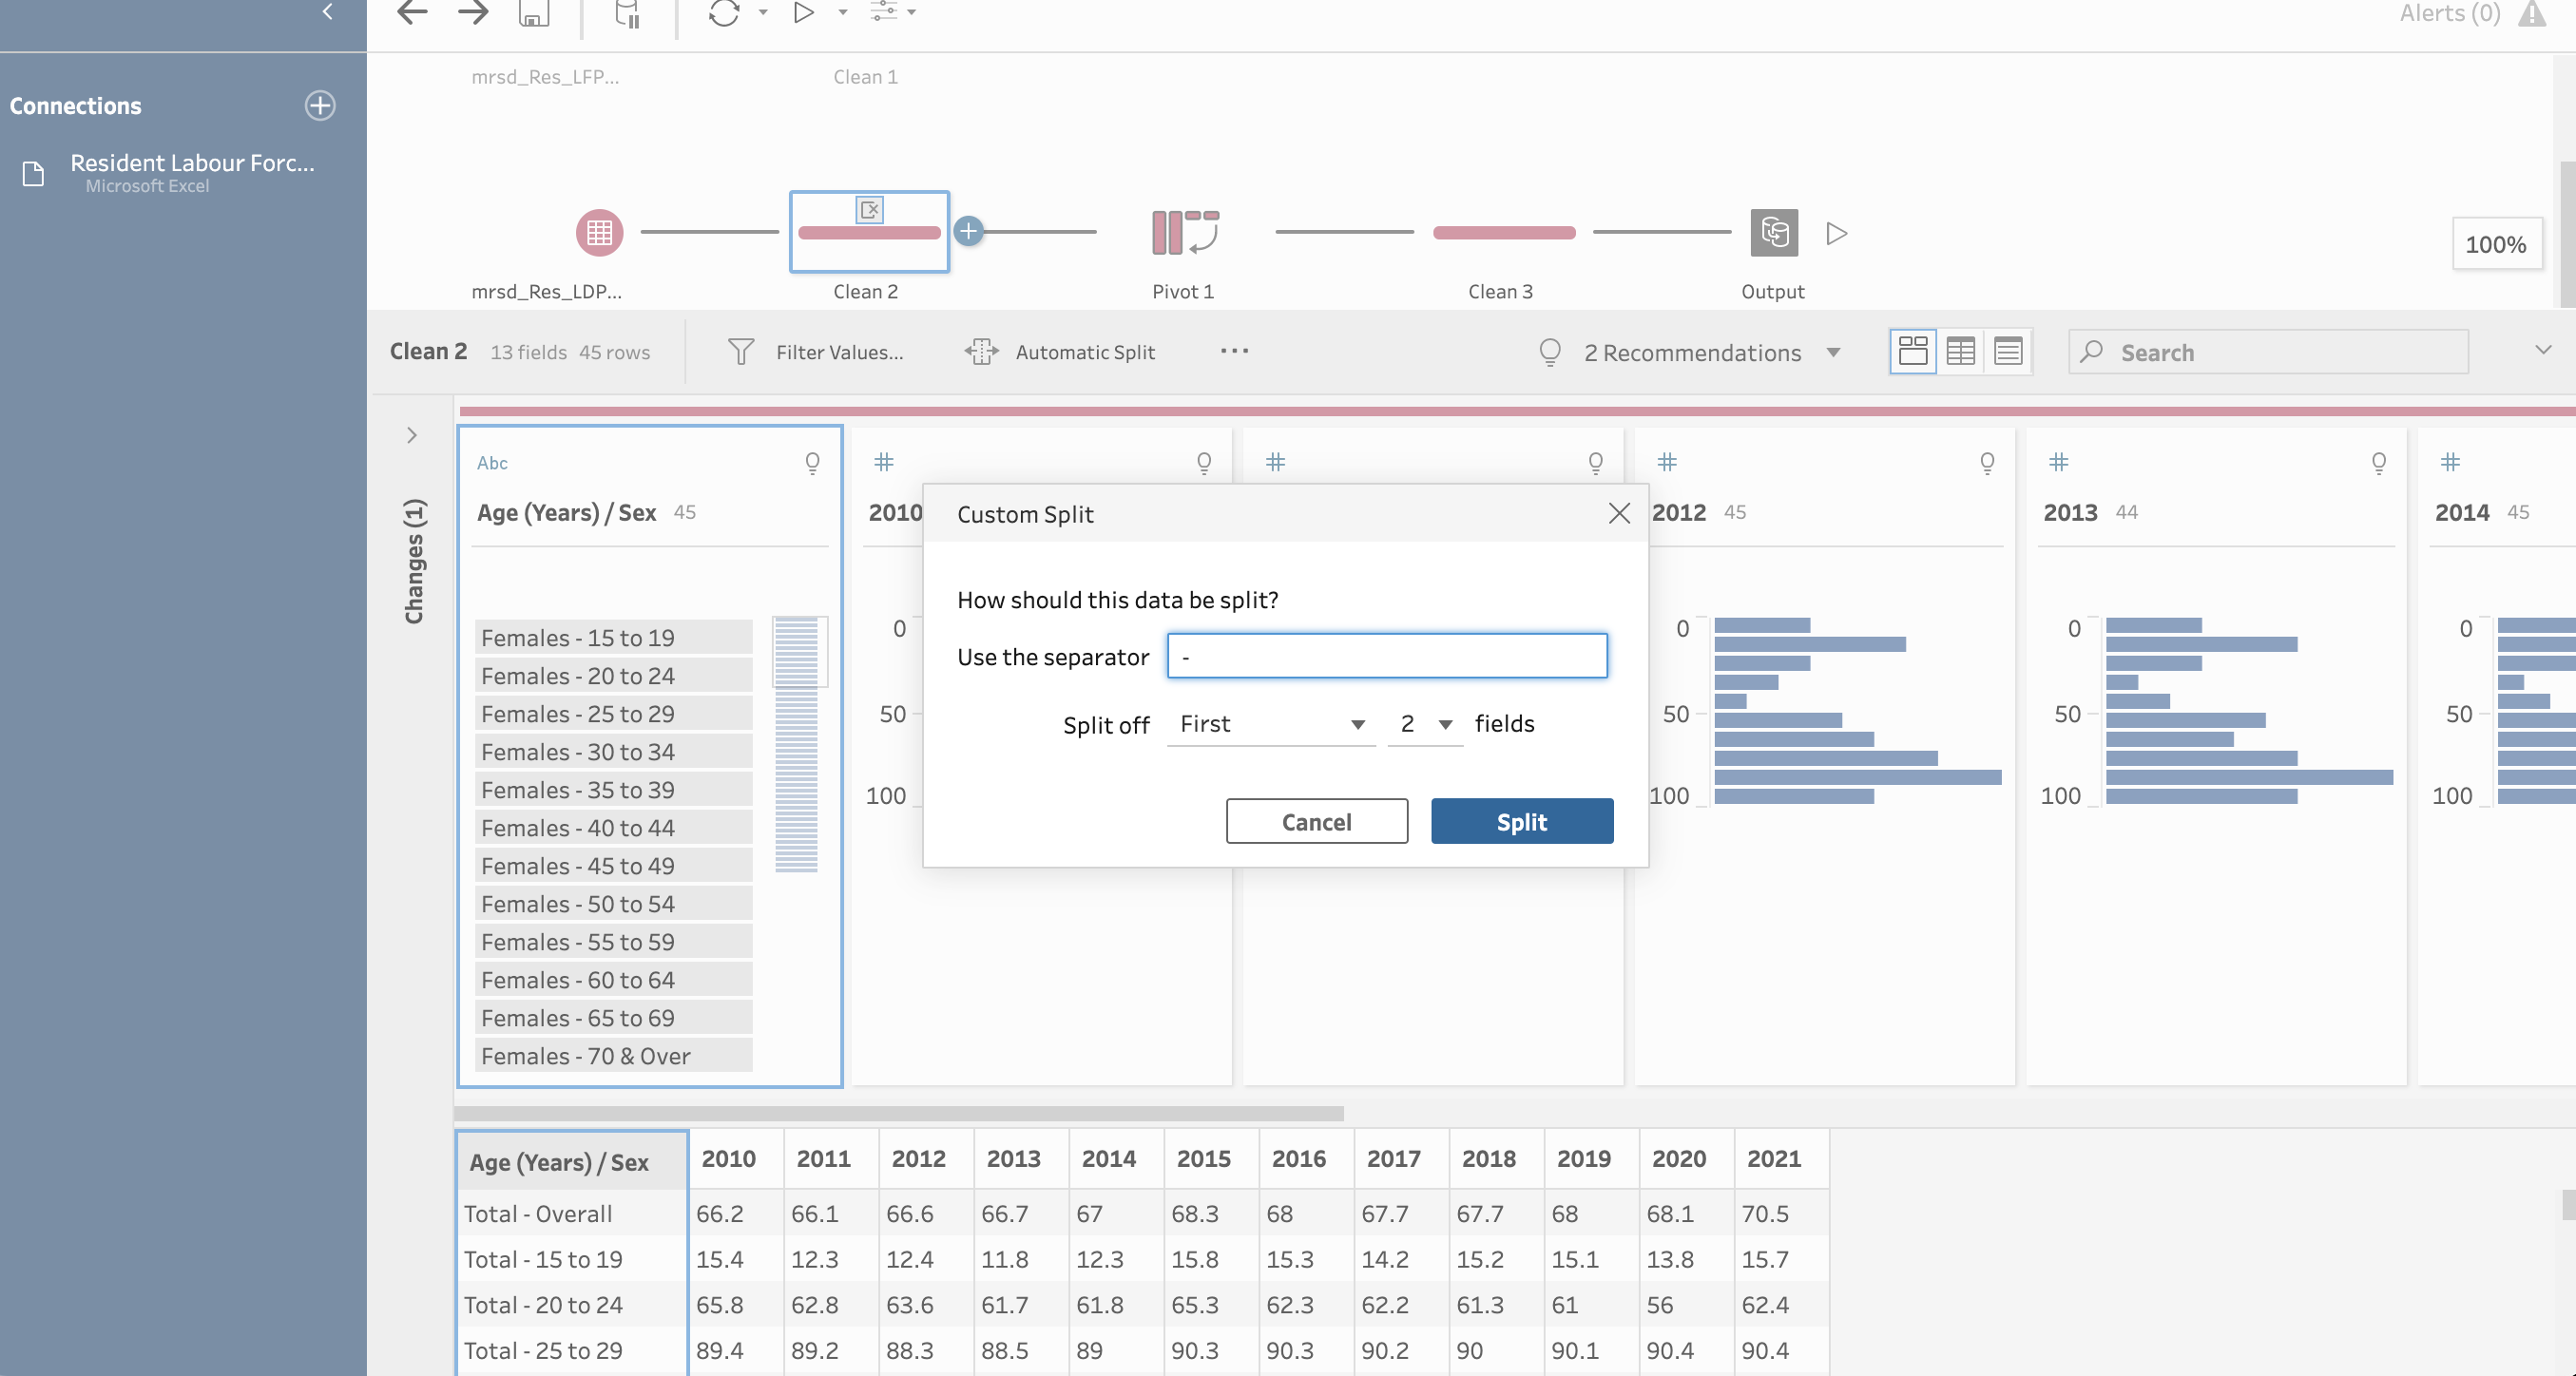 Alerts (0)
mrsd_Res_LFP...
Clean 1
Connections
Resident Labour Forc...
Microsoft Excel
100%
mrsd_Res_LDP...
Clean 2
Pivot 1
Clean 3
Output
Clean 2 13 fields 45 rows Filter Values... Automatic Split ... 2 Recommendations Search
Changes (1)
Abc
Age (Years) / Sex 45
Females - 15 to 19
Females - 20 to 24
Females - 25 to 29
Females - 30 to 34
Females - 35 to 39
Females - 40 to 44
Females - 45 to 49
Females - 50 to 54
Females - 55 to 59
Females - 60 to 64
Females - 65 to 69
Females - 70 & Over
#
2010
0
50
100
#
Custom Split
How should this data be split?
Use the separator -
Split off First 2 fields
Cancel Split
#
2012 45
0
50
100
#
2013 44
0
50
100
#
2014 45
0
50
100
Age (Years) / Sex 2010 2011 2012 2013 2014 2015 2016 2017 2018 2019 2020 2021
Total - Overall 66.2 66.1 66.6 66.7 67 68.3 68 67.7 67.7 68 68.1 70.5
Total - 15 to 19 15.4 12.3 12.4 11.8 12.3 15.8 15.3 14.2 15.2 15.1 13.8 15.7
Total - 20 to 24 65.8 62.8 63.6 61.7 61.8 65.3 62.3 62.2 61.3 61 56 62.4
Total - 25 to 29 89.4 89.2 88.3 88.5 89 90.3 90.3 90.2 90 90.1 90.4 90.4